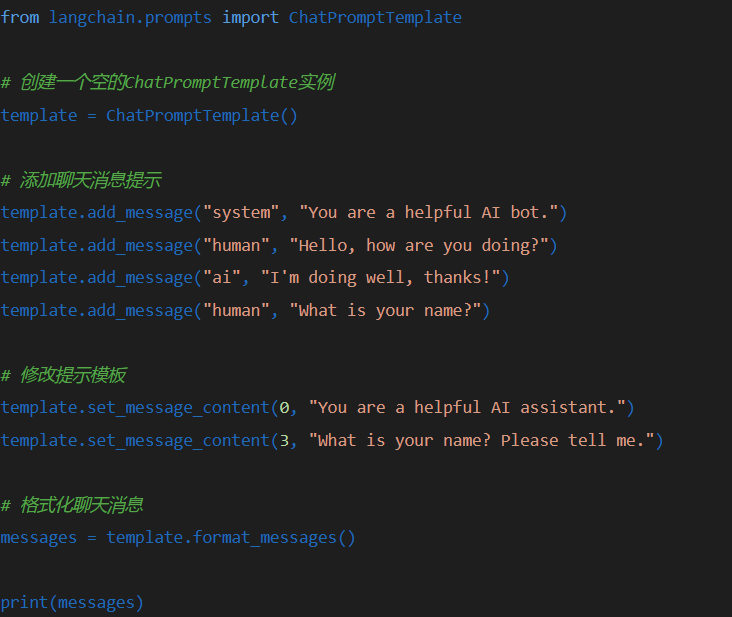 from langchain.prompts import ChatPromptTemplate
# 创建一个空的ChatPromptTemplate实例
template = ChatPromptTemplate()
# 添加聊天消息提示
template.add_message("system", "You are a helpful AI bot.")
template.add_message("human", "Hello, how are you doing?")
template.add_message("ai", "I'm doing well, thanks!")
template.add_message("human", "What is your name?")
# 修改提示模板
template.set_message_content(0, "You are a helpful AI assistant.")
template.set_message_content(3, "What is your name? Please tell me.")
# 格式化聊天消息
messages = template.format_messages()
print(messages)